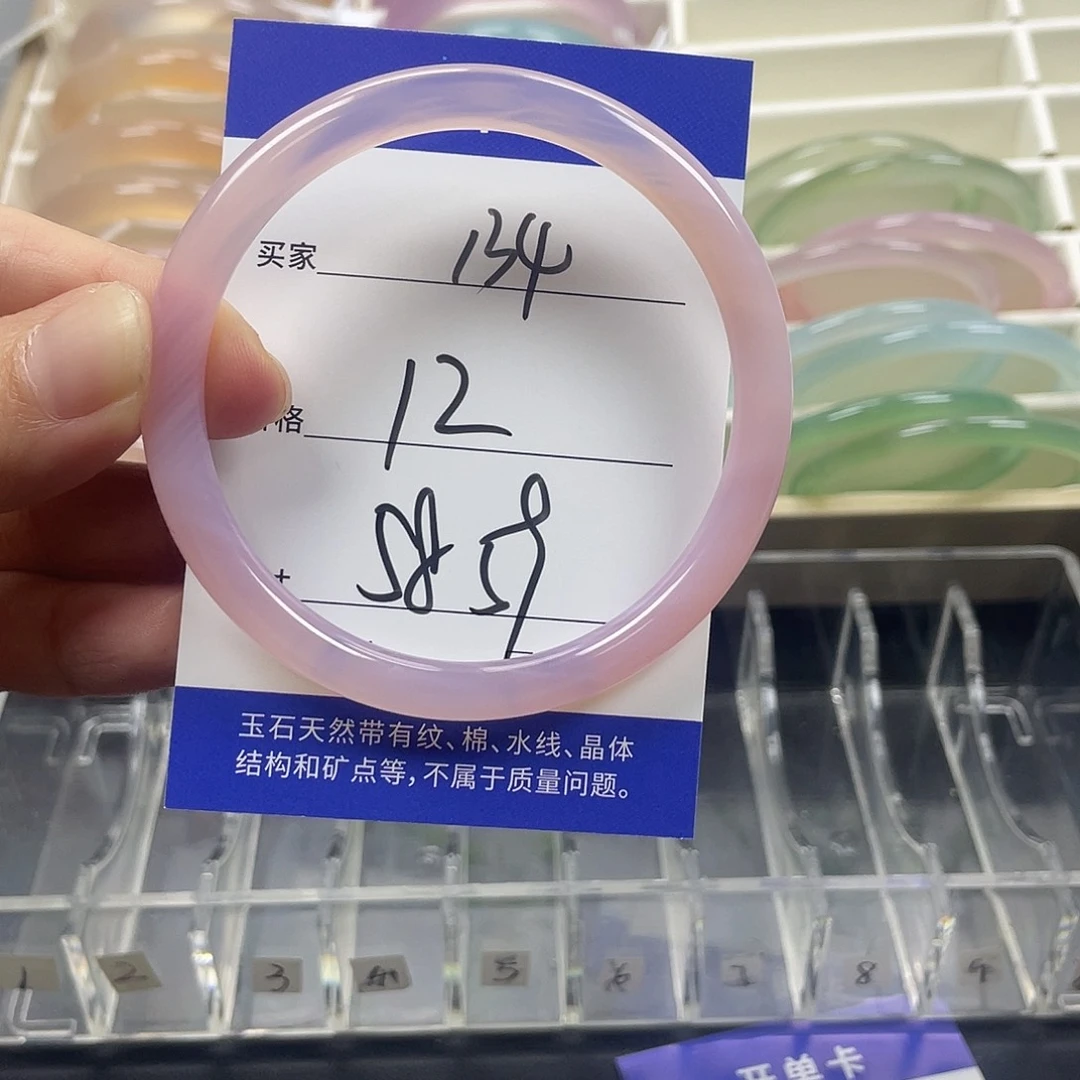 买家 134
格 12
58 59
玉石天然带有纹、棉、水线、晶体
结构和矿点等,不属于质量问题。
1 2 3 5 6 7 8 9
开单卡